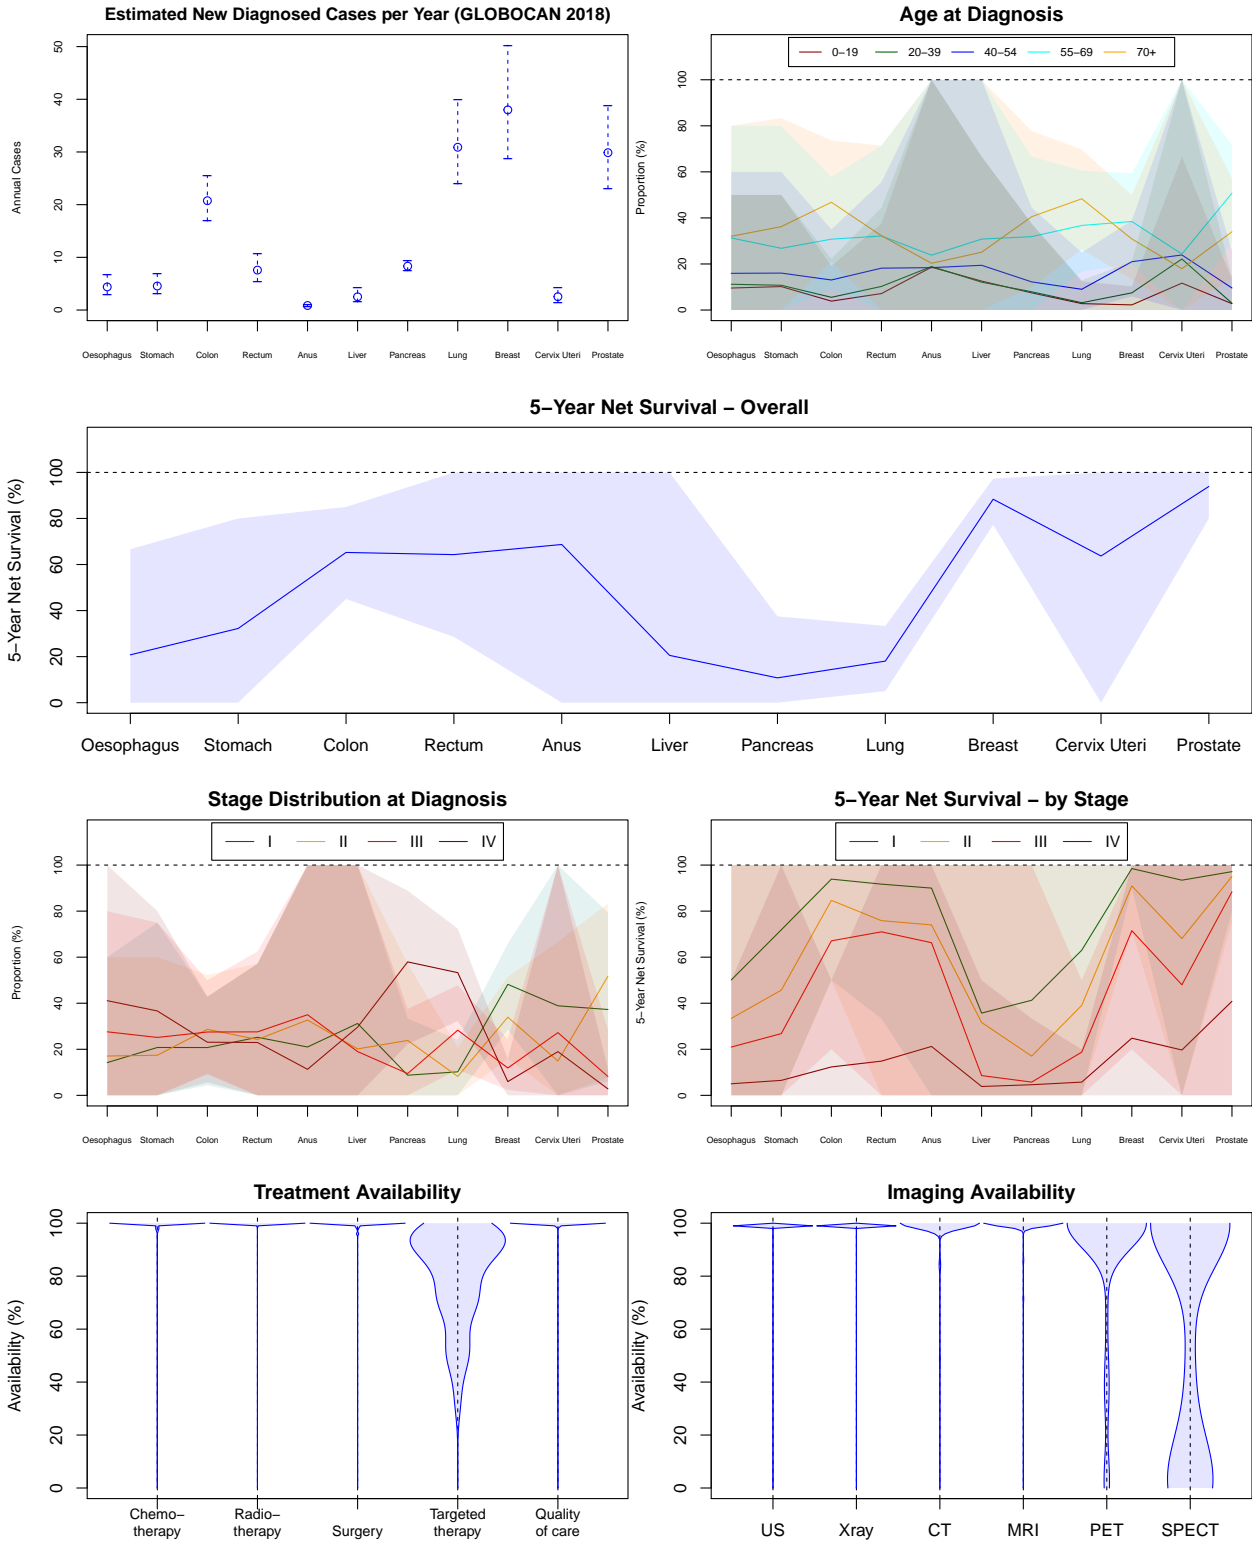 Estimated New Diagnosed Cases per Year (GLOBOCAN 2018)
Annual Cases
0
10
20
30
40
50
Oesophagus Stomach Colon Rectum Anus Liver Pancreas Lung Breast Cervix Uteri Prostate
Age at Diagnosis
0−19 20−39 40−54 55−69 70+
Proportion (%)
0
20
40
60
80
100
Oesophagus Stomach Colon Rectum Anus Liver Pancreas Lung Breast Cervix Uteri Prostate
5−Year Net Survival − Overall
5−Year Net Survival (%)
0
20
40
60
80
100
Oesophagus Stomach Colon Rectum Anus Liver Pancreas Lung Breast Cervix Uteri Prostate
Stage Distribution at Diagnosis
I II III IV
Proportion (%)
0
20
40
60
80
100
Oesophagus Stomach Colon Rectum Anus Liver Pancreas Lung Breast Cervix Uteri Prostate
5−Year Net Survival − by Stage
I II III IV
5−Year Net Survival (%)
0
20
40
60
80
100
Oesophagus Stomach Colon Rectum Anus Liver Pancreas Lung Breast Cervix Uteri Prostate
Treatment Availability
Availability (%)
0
20
40
60
80
100
Chemo−
therapy
Radio−
therapy
Surgery
Targeted
therapy
Quality
of care
Imaging Availability
Availability (%)
0
20
40
60
80
100
US Xray CT MRI PET SPECT